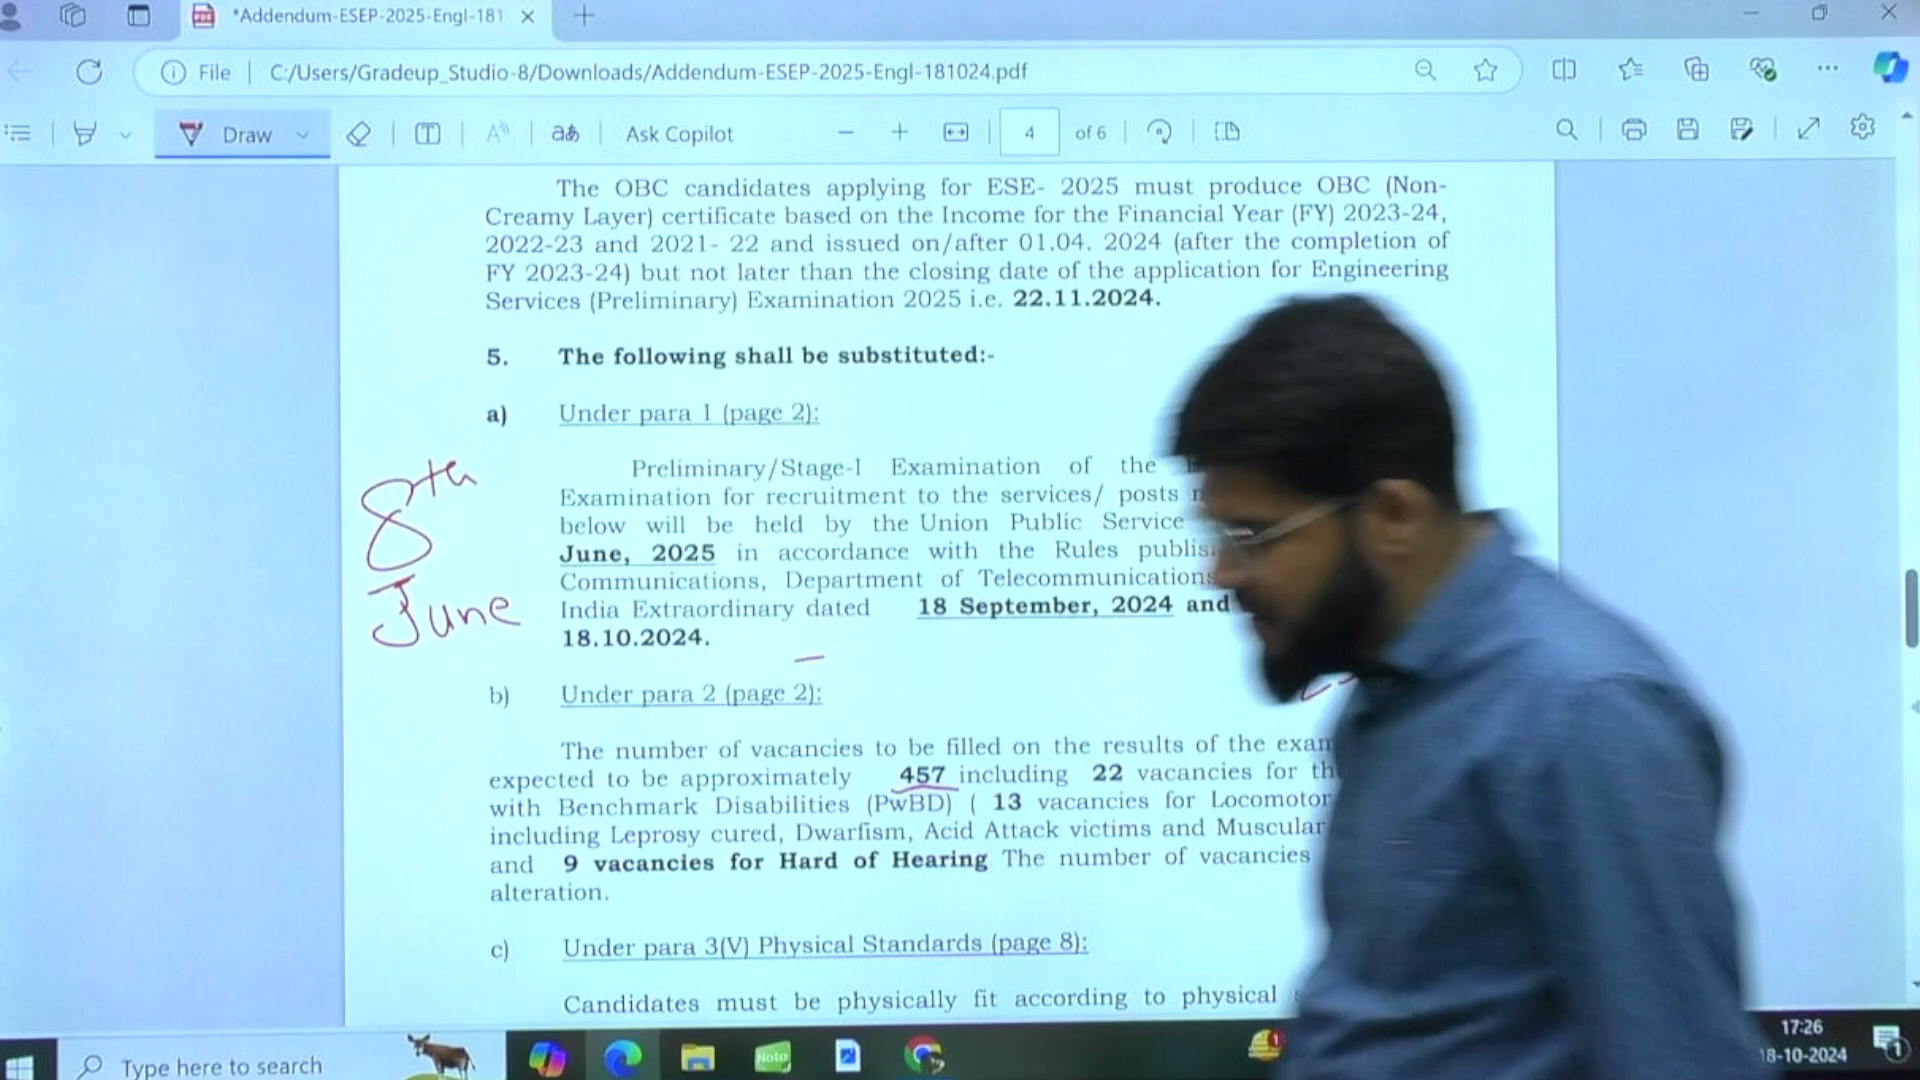 *Addendum-ESEP-2025-Engl-181
File
C:/Users/Gradeup_Studio-8/Downloads/Addendum-ESEP-2025-Engl-181024.pdf
Draw
Ask Copilot
4 of 6
The OBC candidates applying for ESE- 2025 must produce OBC (Non-
Creamy Layer) certificate based on the Income for the Financial Year (FY) 2023-24,
2022-23 and 2021- 22 and issued on/after 01.04. 2024 (after the completion of
FY 2023-24) but not later than the closing date of the application for Engineering
Services (Preliminary) Examination 2025 i.e. 22.11.2024.
5. The following shall be substituted:-
a) Under para 1 (page 2):
Preliminary/Stage-I Examination of the
Examination for recruitment to the services/ posts
below will be held by the Union Public Service
June, 2025 in accordance with the Rules
Communications, Department of Telecommunications
India Extraordinary dated 18 September, 2024 and
18.10.2024.
8th
June
b) Under para 2 (page 2):
The number of vacancies to be filled on the results of the
expected to be approximately 457 including 22 vacancies for
with Benchmark Disabilities (PwBD) ( 13 vacancies for Locomotor
including Leprosy cured, Dwarfism, Acid Attack victims and Muscular
and 9 vacancies for Hard of Hearing The number of vacancies
alteration.
c) Under para 3(V) Physical Standards (page 8):
Candidates must be physically fit according to physical
Type here to search
Noto
1
17:26
18-10-2024
1